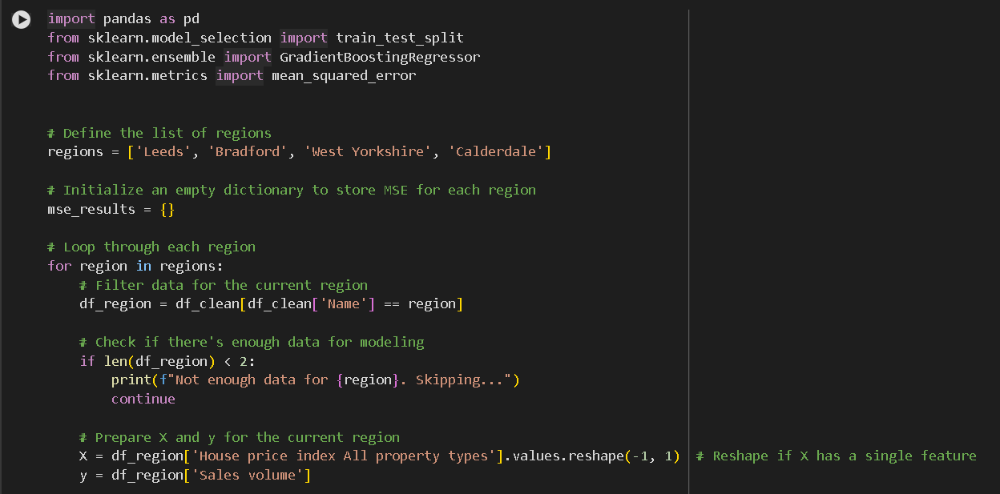 import pandas as pd
from sklearn.model_selection import train_test_split
from sklearn.ensemble import GradientBoostingRegressor
from sklearn.metrics import mean_squared_error
# Define the list of regions
regions = ['Leeds', 'Bradford', 'West Yorkshire', 'Calderdale']
# Initialize an empty dictionary to store MSE for each region
mse_results = {}
# Loop through each region
for region in regions:
    # Filter data for the current region
    df_region = df_clean[df_clean['Name'] == region]
    # Check if there's enough data for modeling
    if len(df_region) < 2:
        print(f"Not enough data for {region}. Skipping...")
        continue
    # Prepare X and y for the current region
    X = df_region['House price index All property types'].values.reshape(-1, 1)  # Reshape if X has a single feature
    y = df_region['Sales volume']